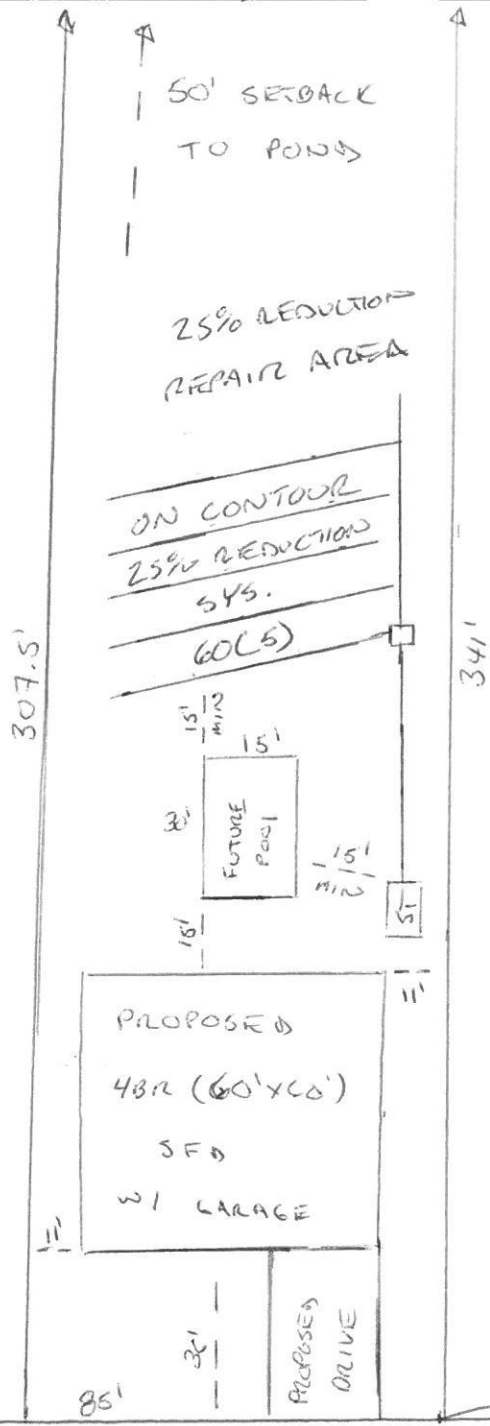 50' SETBACK
TO POND
25% REDUCTION
REPAIR AREA
ON CONTOUR
25% REDUCTION
SYS.
60(5)
307.5'
341'
15'
MIN
15'
30'
FUTURE
POOL
15'
MIN
ST
15'
11'
PROPOSED
4BR (60'X60')
SFD
W/ GARAGE
11'
PROPOSED
DRIVE
85'